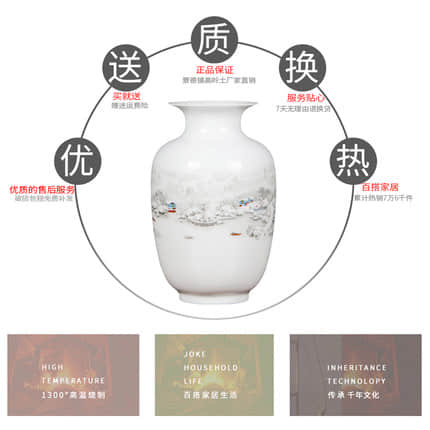 质
正品保证
景德镇高岭土厂家直销
送
买就送
赠送运费险
换
服务贴心
7天无理由退换货
优
优质的售后服务
破损包赔免费补发
热
百搭家居
累计热销7万6千件
HIGH
TEMPERATURE
1300°高温烧制
JOKE
HOUSEHOLD
LIFE
百搭家居生活
INHERITANCE
TECHNOLOPY
传承 千年文化